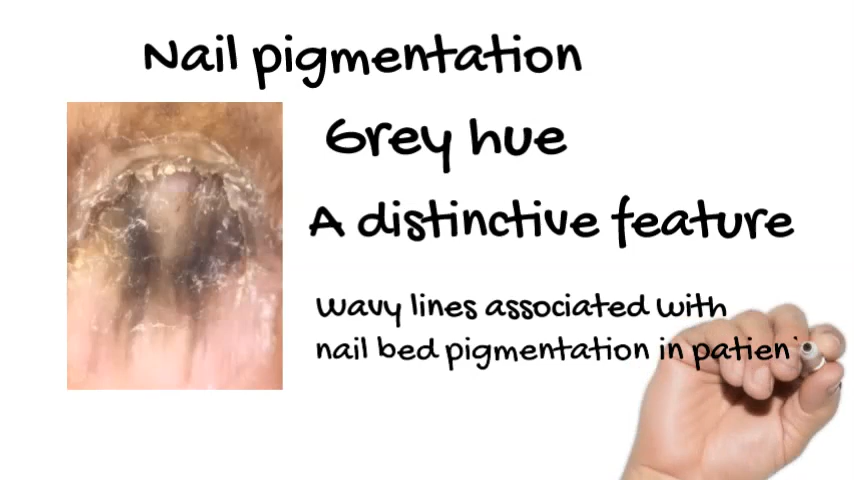 Nail pigmentation
Grey hue
A distinctive feature
Wavy lines associated with
nail bed pigmentation in patien